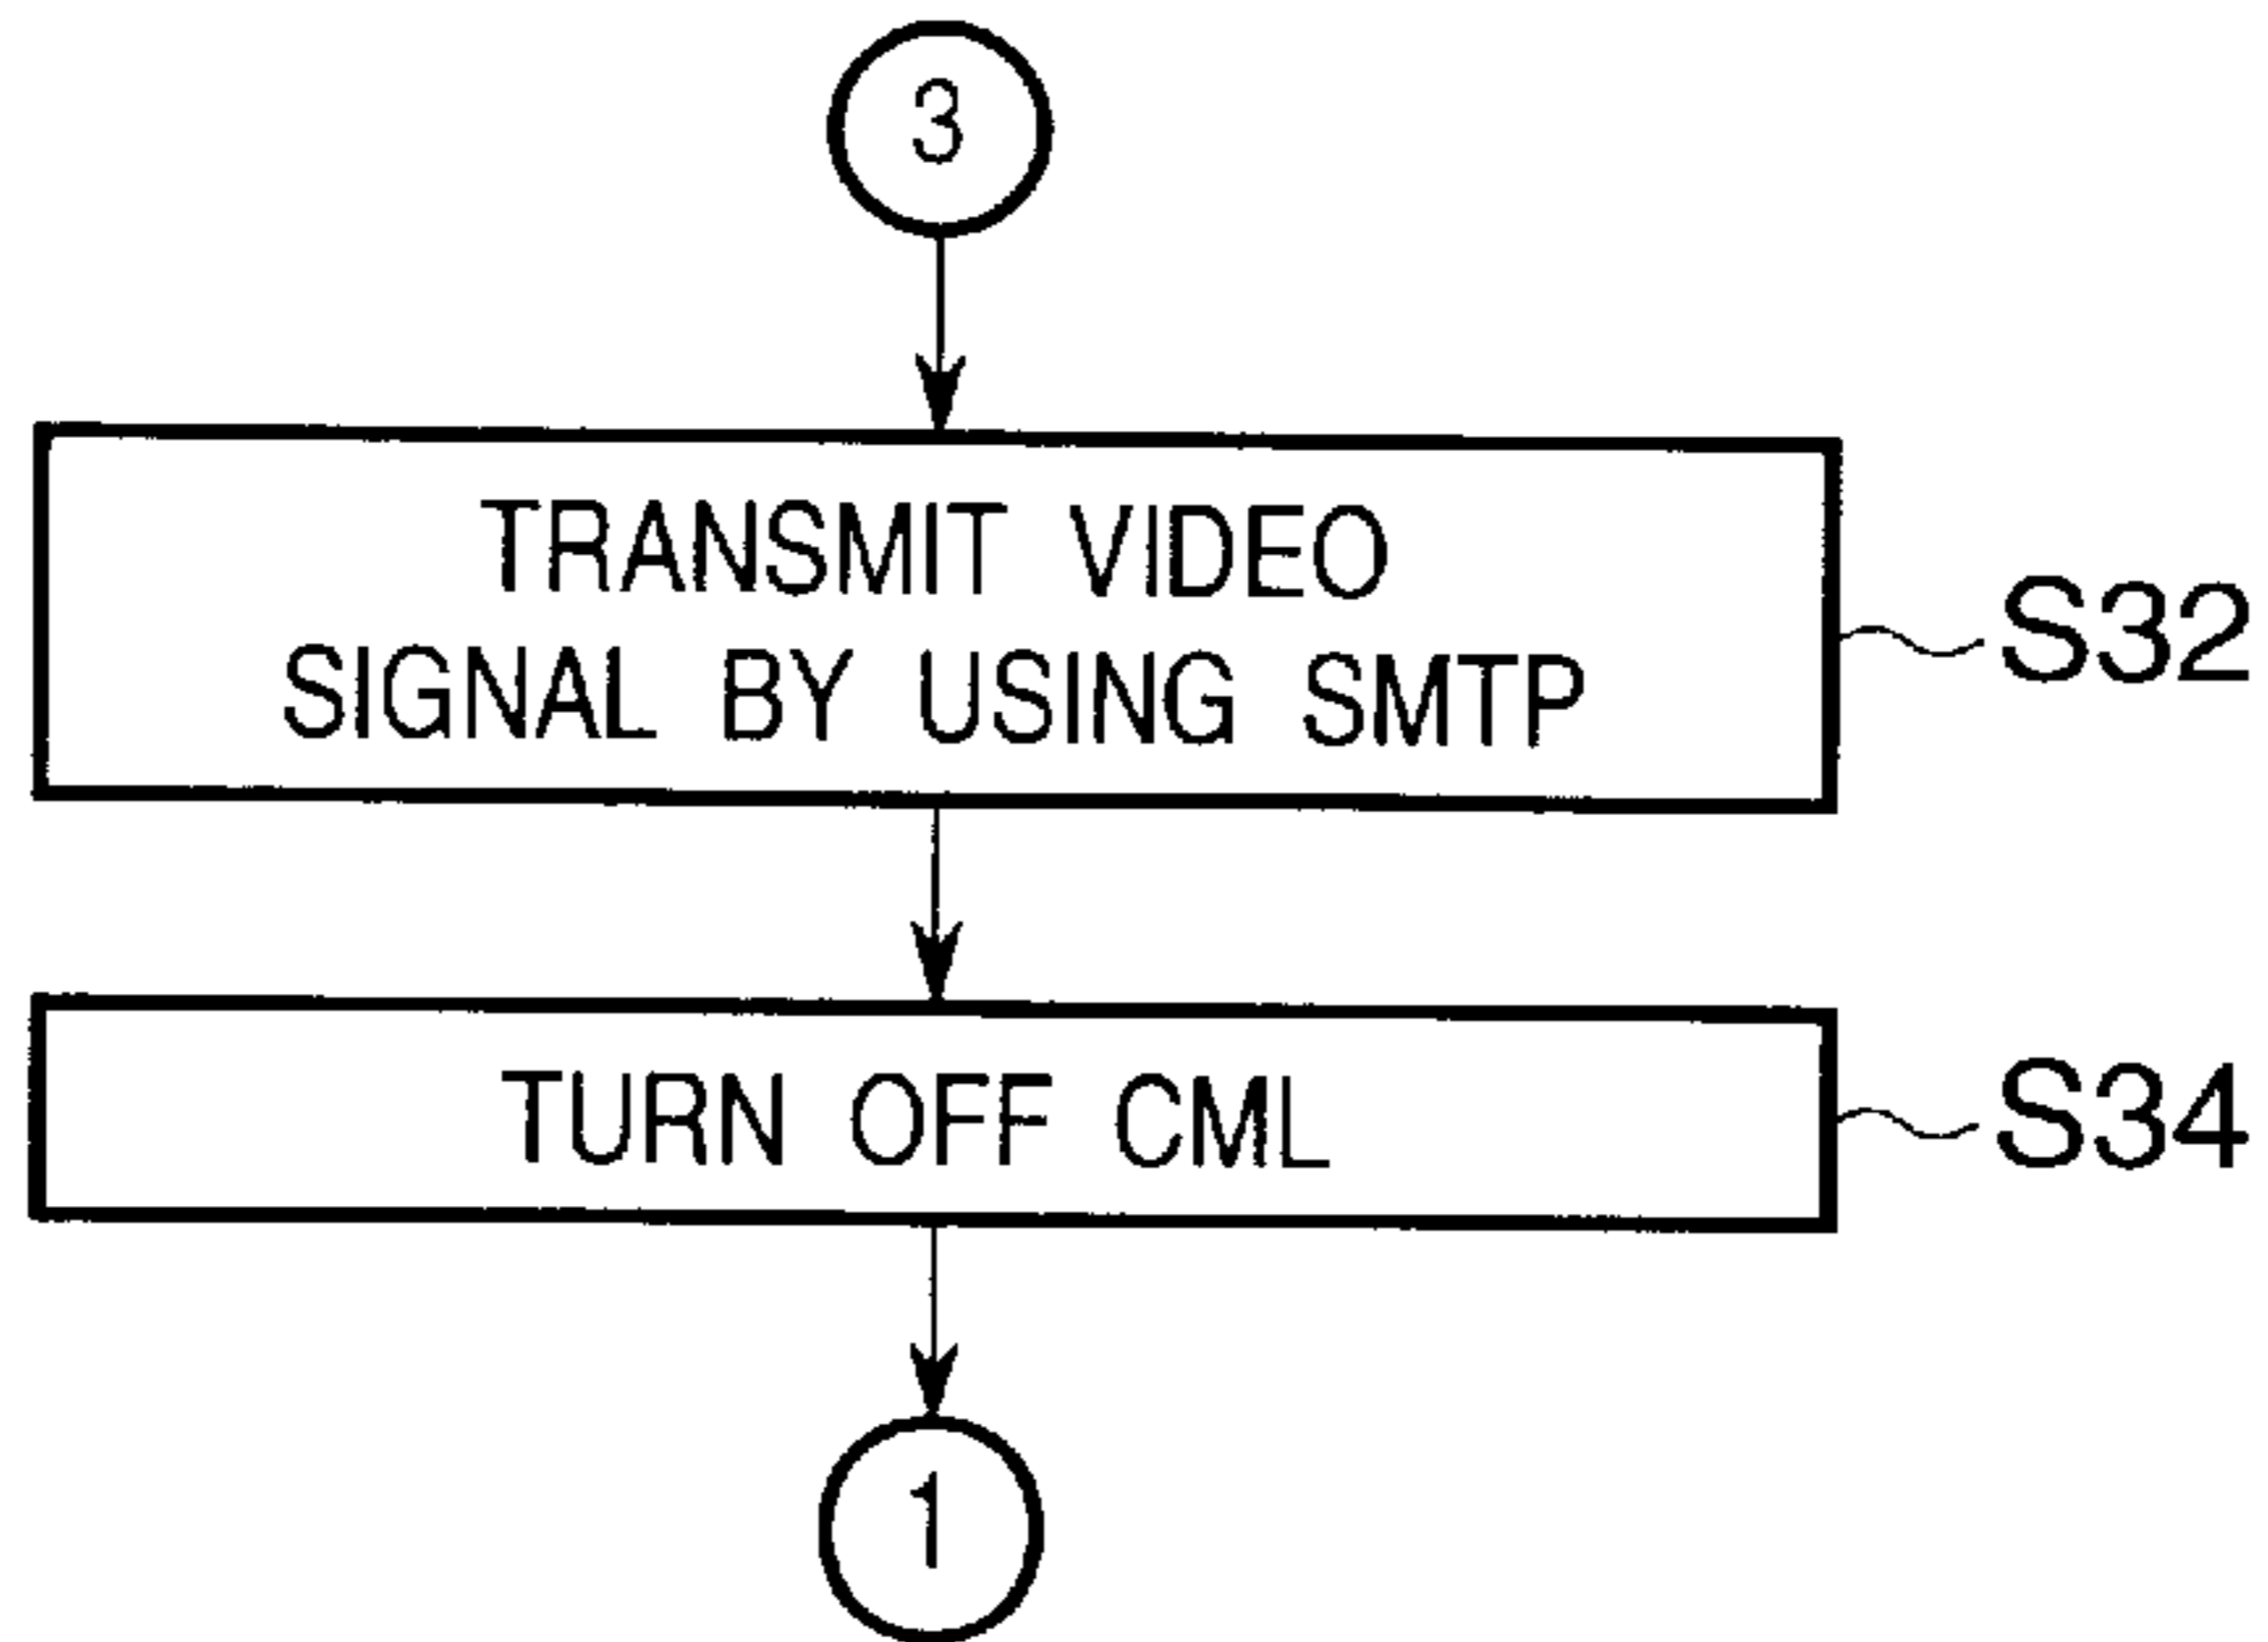 3
TRANSMIT VIDEO
SIGNAL BY USING SMTP
S32
TURN OFF CML
S34
1